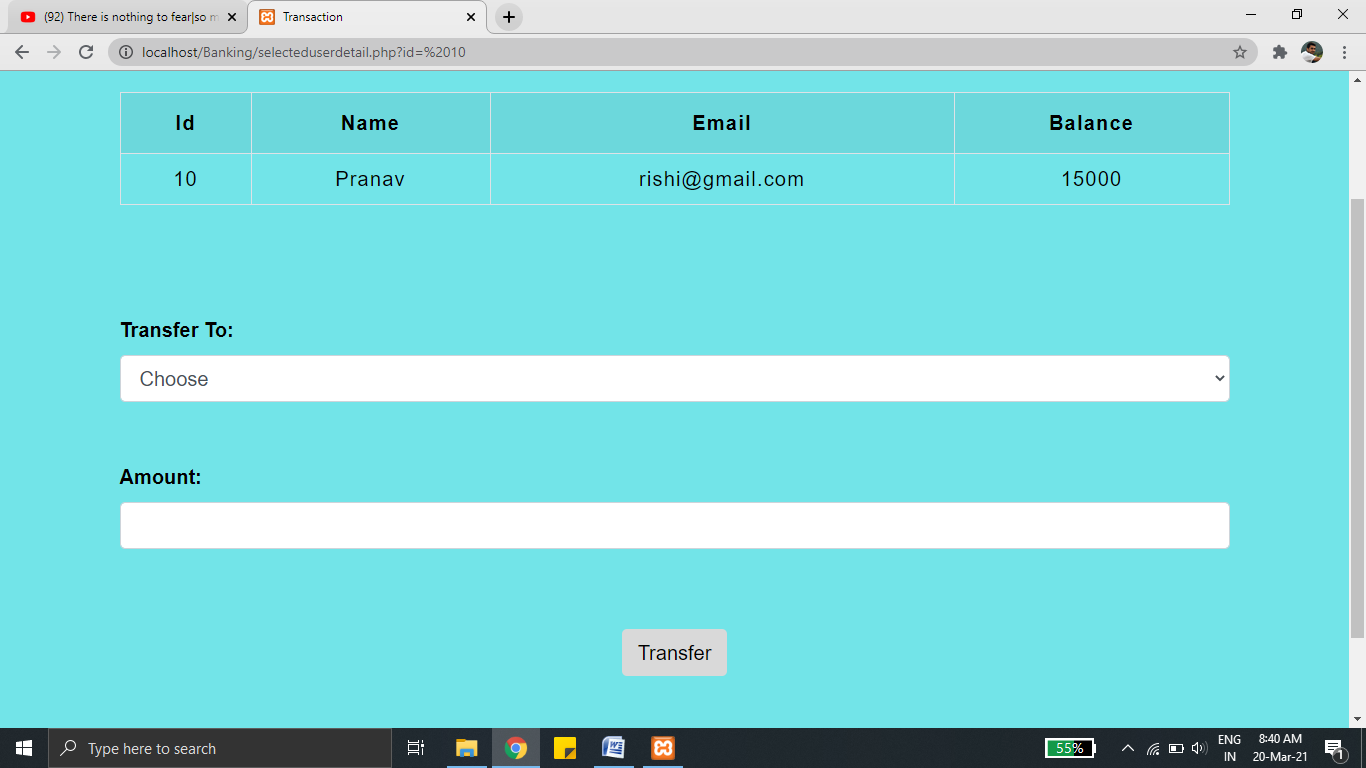 (92) There is nothing to fear|so m
Transaction
localhost/Banking/selecteduserdetail.php?id=%2010
Id Name Email Balance
10 Pranav rishi@gmail.com 15000
Transfer To:
Choose
Amount:
Transfer
Type here to search
55%
ENG
IN
8:40 AM
20-Mar-21
1